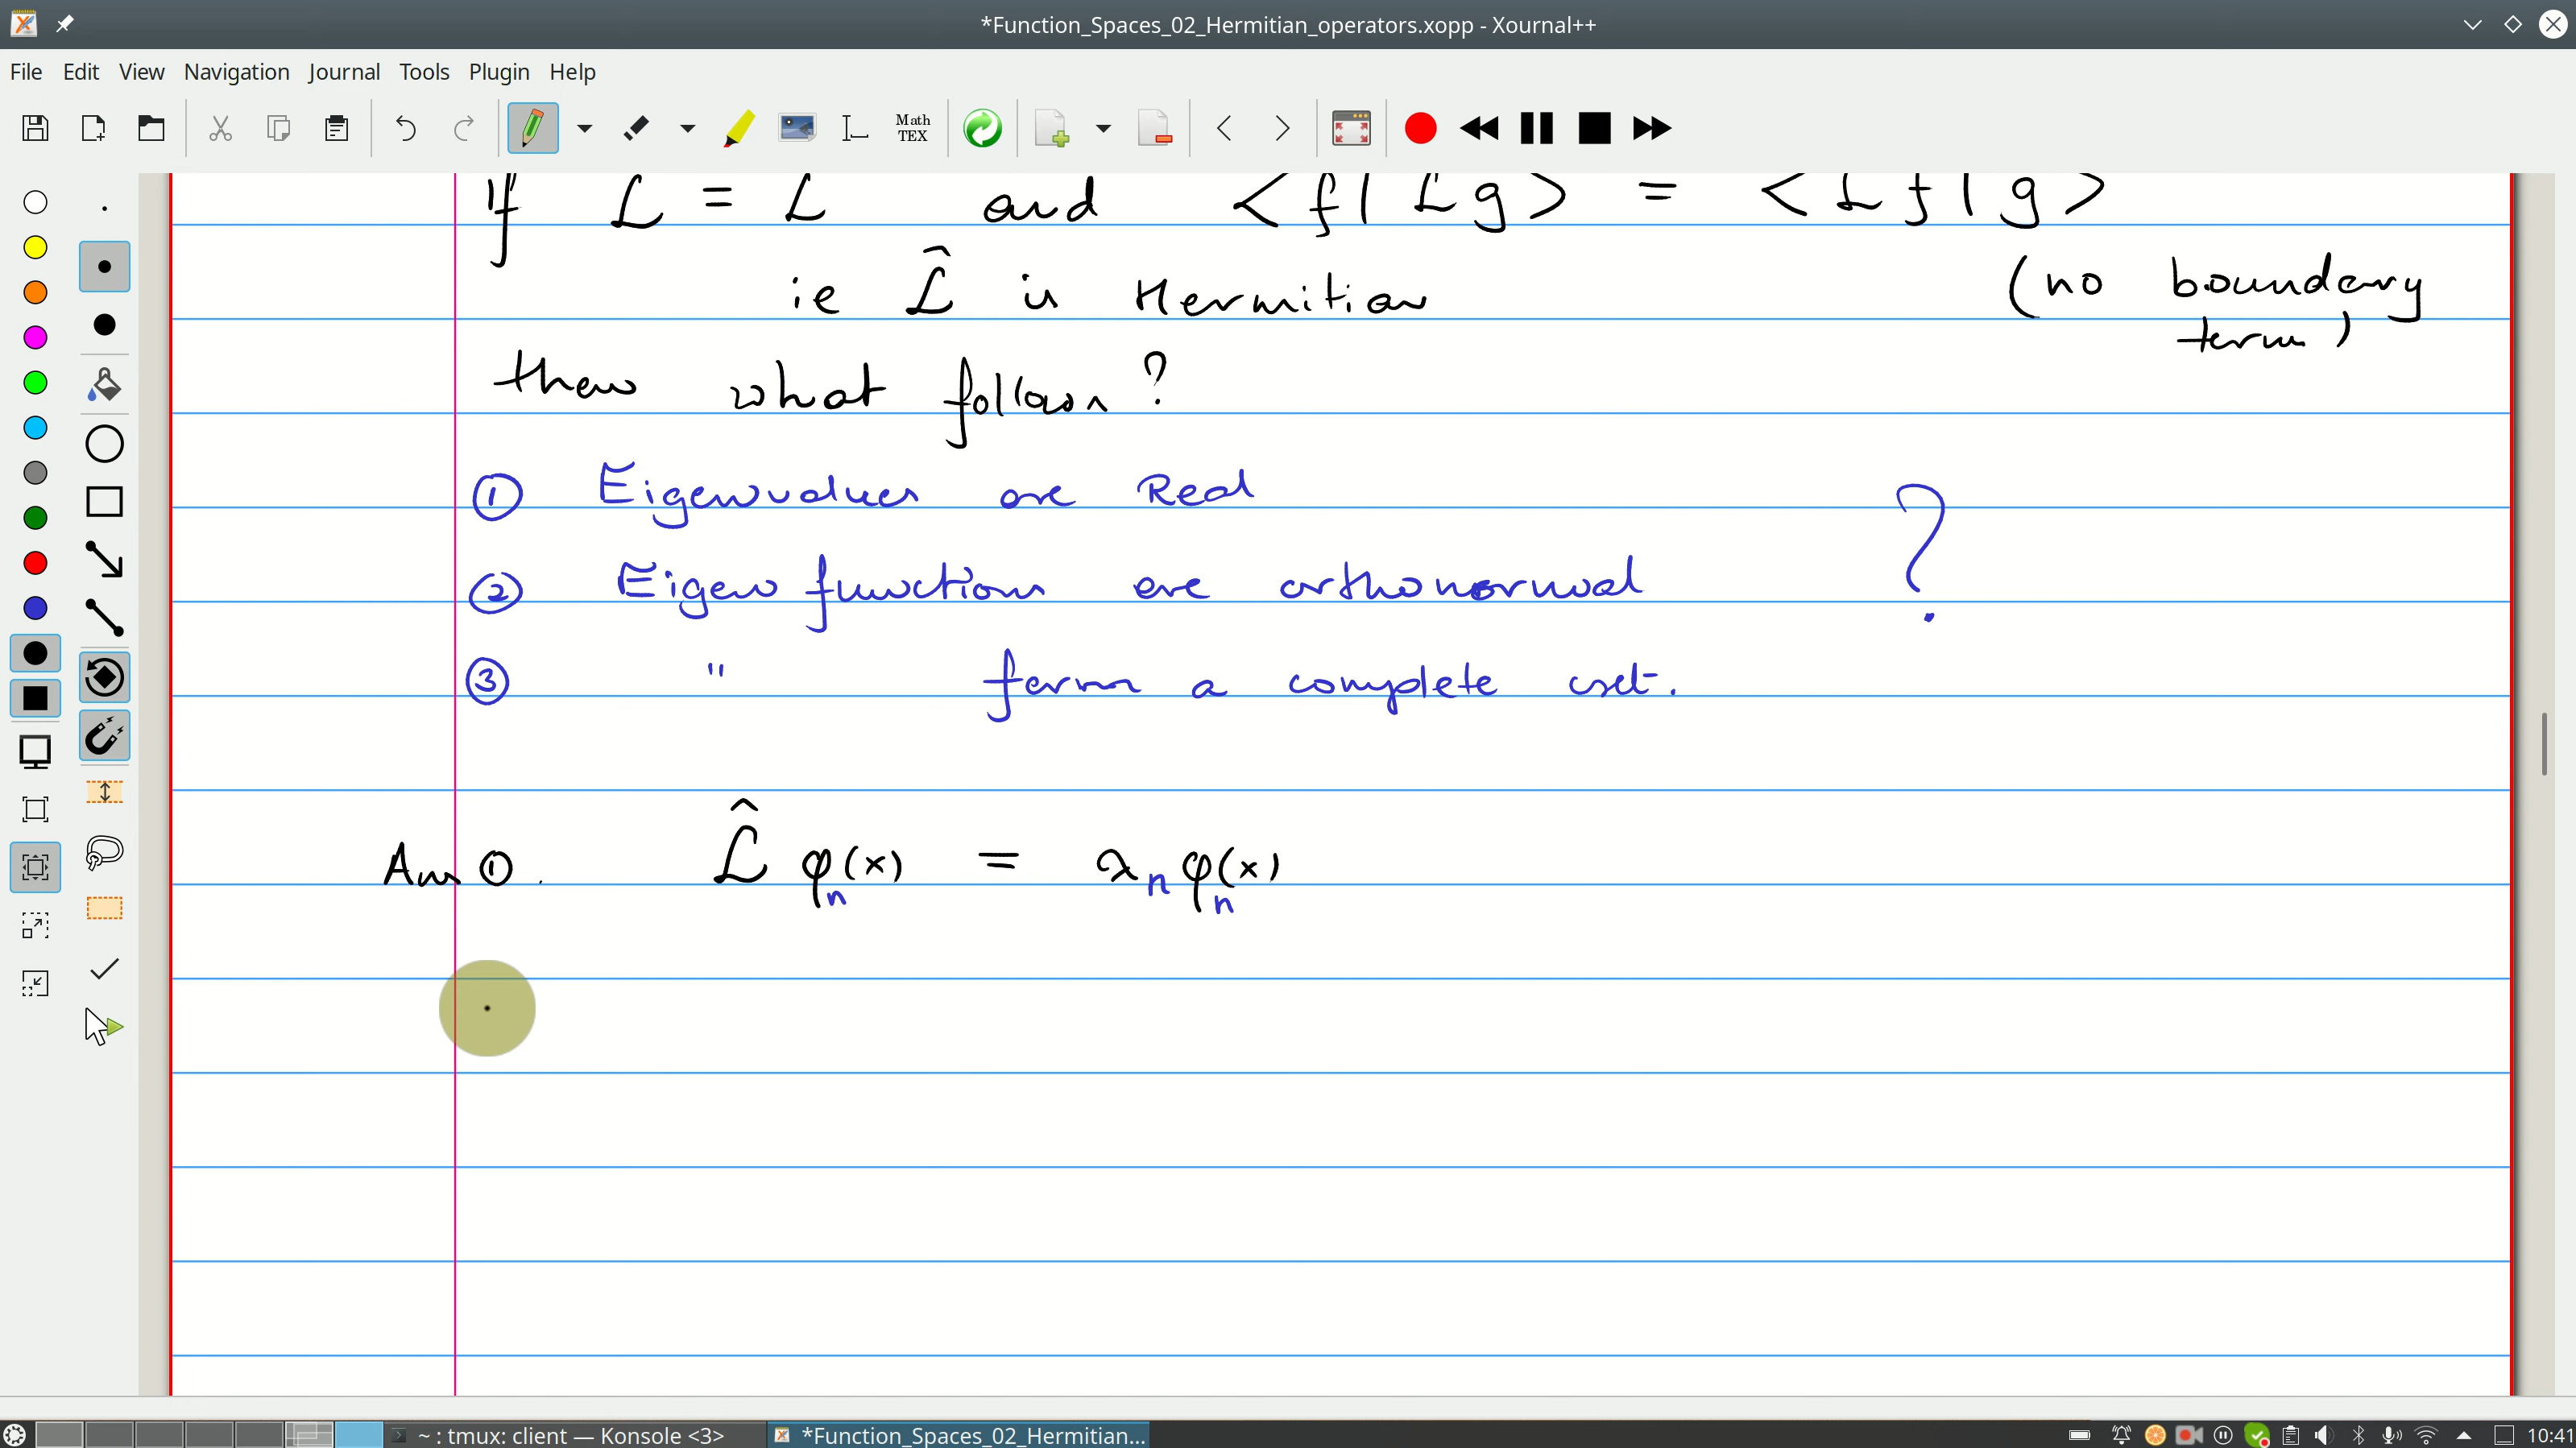 *Function_Spaces_02_Hermitian_operators.xopp - Xournal++
File Edit View Navigation Journal Tools Plugin Help
Math
TEX
If L = L and < f | L g > = < L f | g >
ie L̂ is Hermitian (no boundary
term)
then what follows?
① Eigenvalues are Real
② Eigen functions are orthonormal ?
③ " form a complete set.
Ans ①. L̂ φₙ(x) = λₙ φₙ(x)
~ : tmux: client — Konsole <3> *Function_Spaces_02_Hermitian... 10:41